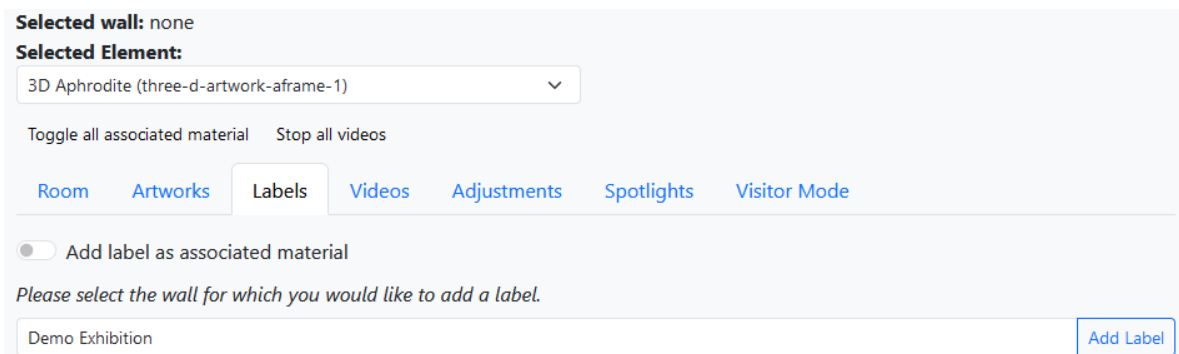 Selected wall: none
Selected Element:
3D Aphrodite (three-d-artwork-aframe-1)
Toggle all associated material Stop all videos
Room Artworks Labels Videos Adjustments Spotlights Visitor Mode
Add label as associated material
Please select the wall for which you would like to add a label.
Demo Exhibition Add Label